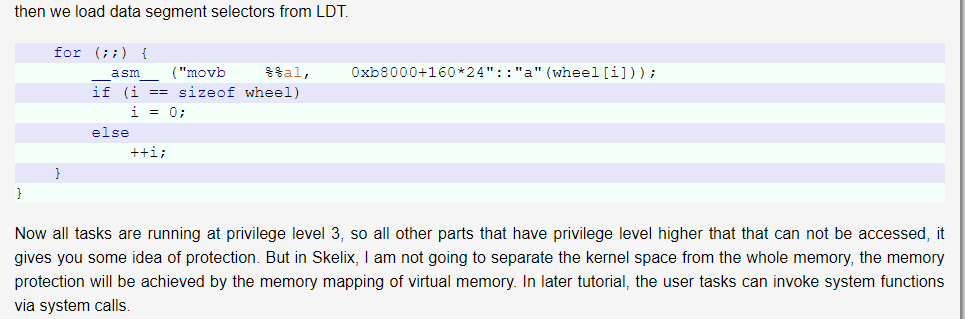 then we load data segment selectors from LDT.
for (;;) {
__asm__ ("movb %%al, 0xb8000+160*24"::"a"(wheel[i]));
if (i == sizeof wheel)
i = 0;
else
++i;
}
}
Now all tasks are running at privilege level 3, so all other parts that have privilege level higher that that can not be accessed, it
gives you some idea of protection. But in Skelix, I am not going to separate the kernel space from the whole memory, the memory
protection will be achieved by the memory mapping of virtual memory. In later tutorial, the user tasks can invoke system functions
via system calls.